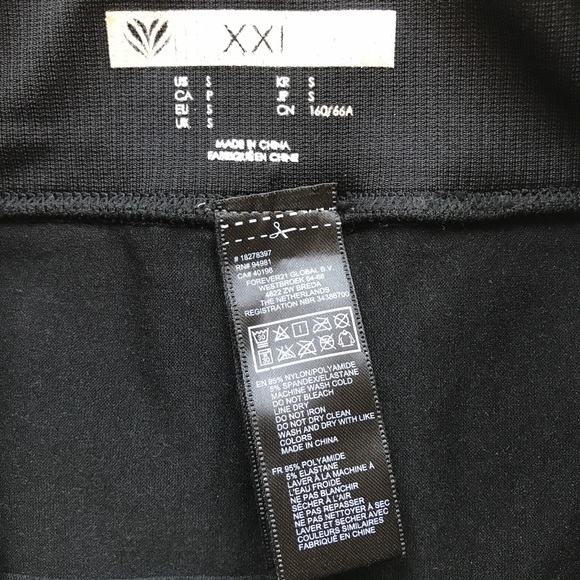 XXI
US S KR S
CA P JP S
EU S CN 160/66A
UK S
MADE IN CHINA
FABRIQUÉ EN CHINE
# 18278397
RN# 94981
CA# 40198
FOREVER21 GLOBAL B.V.
WESTBROEK 64-66
4822 ZW BREDA
THE NETHERLANDS
REGISTRATION NBR 34386700
EN 95% NYLON/POLYAMIDE
5% SPANDEX/ELASTANE
MACHINE WASH COLD
DO NOT BLEACH
LINE DRY
DO NOT IRON
DO NOT DRY CLEAN
WASH AND DRY WITH LIKE
COLORS
MADE IN CHINA
FR 95% POLYAMIDE
5% ELASTANE
LAVER À LA MACHINE À
L'EAU FROIDE
NE PAS BLANCHIR
SÉCHER À L'AIR
NE PAS REPASSER
NE PAS NETTOYER À SEC
LAVER ET SECHER AVEC
COULEURS SIMILAIRES
FABRIQUE EN CHINE